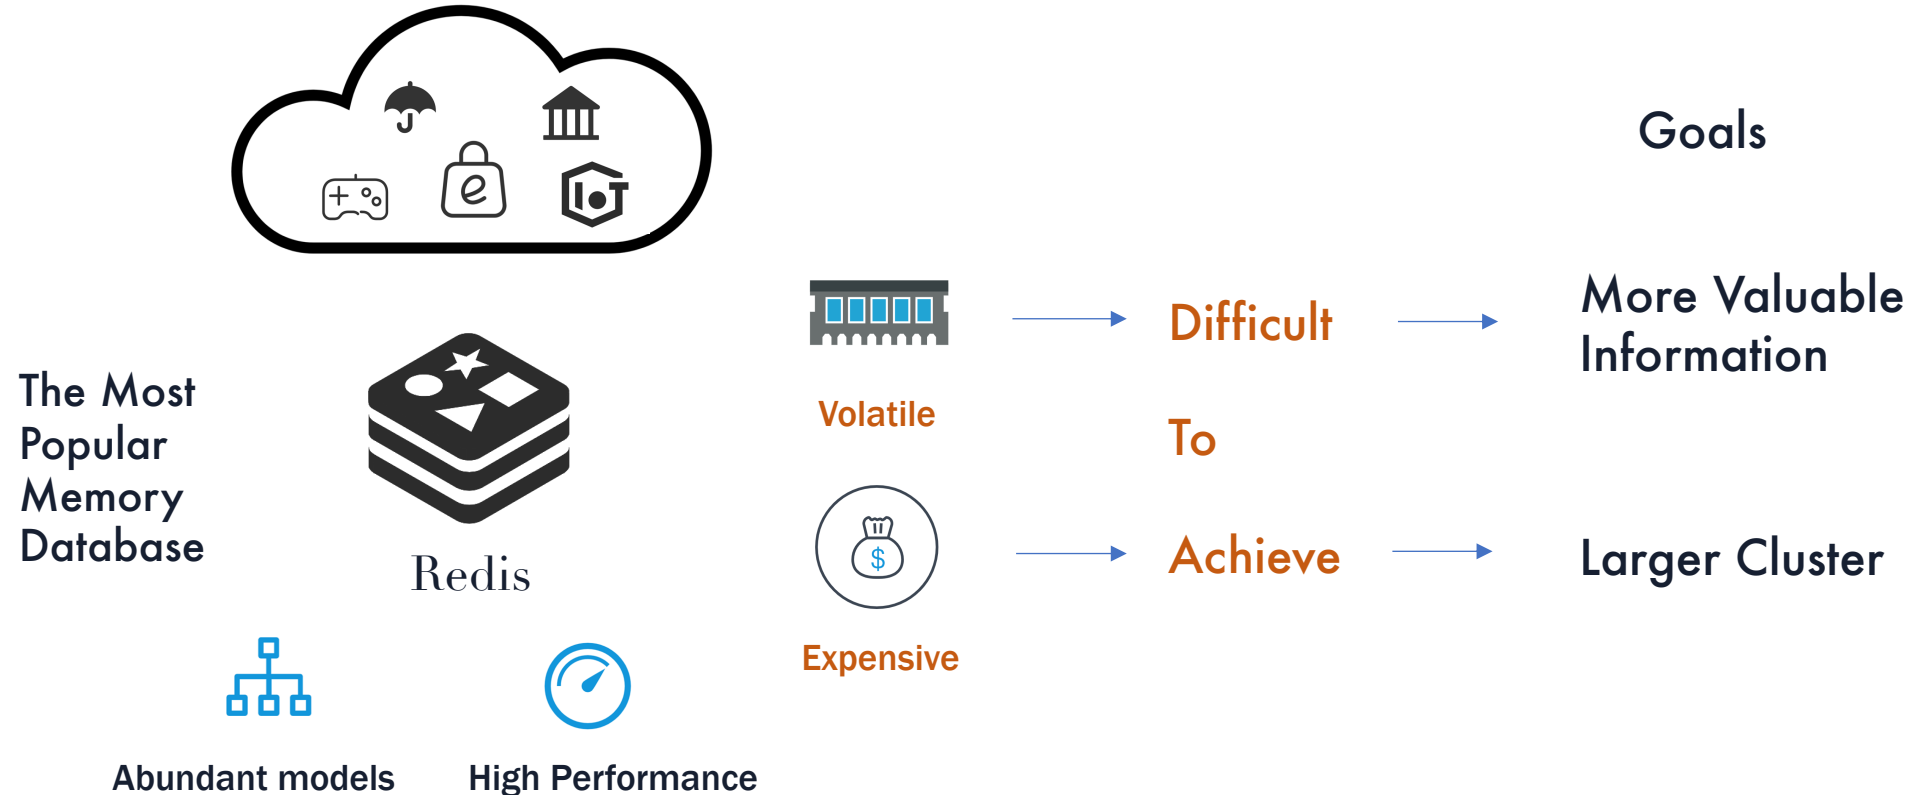 e
IoT
Goals
The Most
Popular
Memory
Database
Redis
Abundant models
High Performance
Volatile
$
Expensive
Difficult
To
Achieve
More Valuable
Information
Larger Cluster